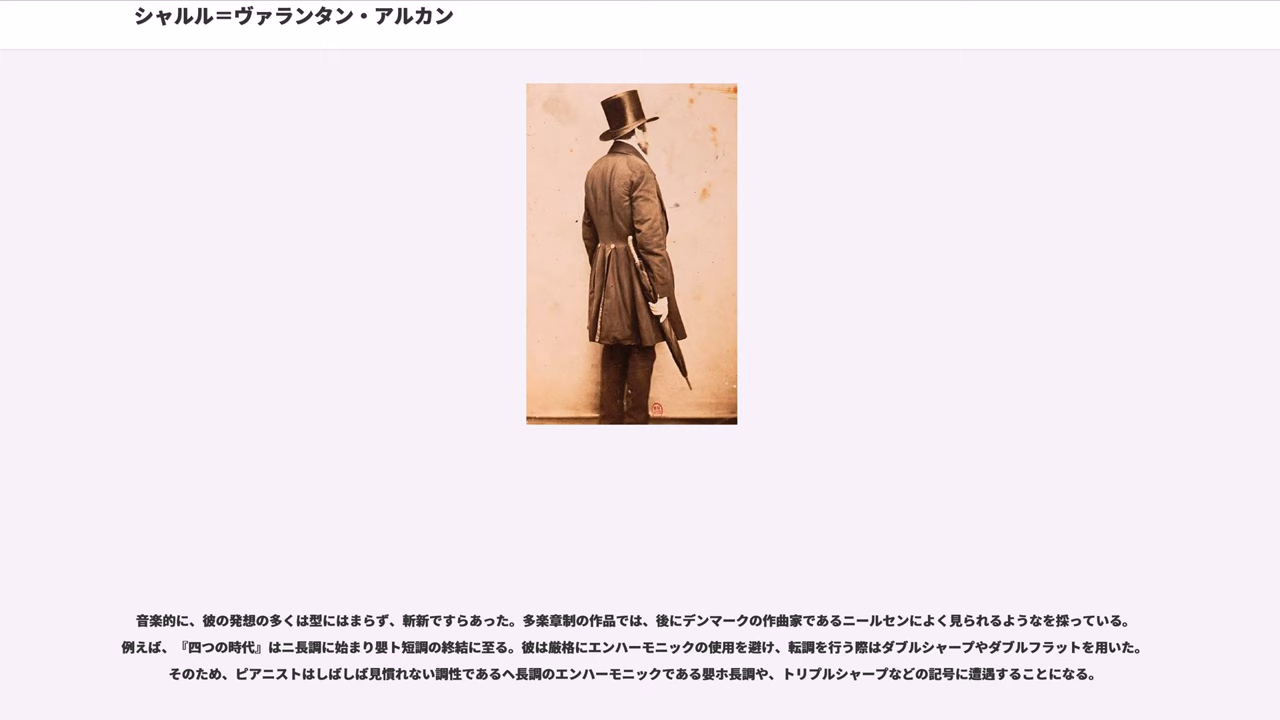 シャルル＝ヴァランタン・アルカン
音楽的に、彼の発想の多くは型にはまらず、斬新ですらあった。多楽章制の作品では、後にデンマークの作曲家であるニールセンによく見られるようなを採っている。
例えば、『四つの時代』はニ長調に始まり嬰ト短調の終結に至る。彼は厳格にエンハーモニックの使用を避け、転調を行う際はダブルシャープやダブルフラットを用いた。
そのため、ピアニストはしばしば見慣れない調性であるヘ長調のエンハーモニックである嬰ホ長調や、トリプルシャープなどの記号に遭遇することになる。